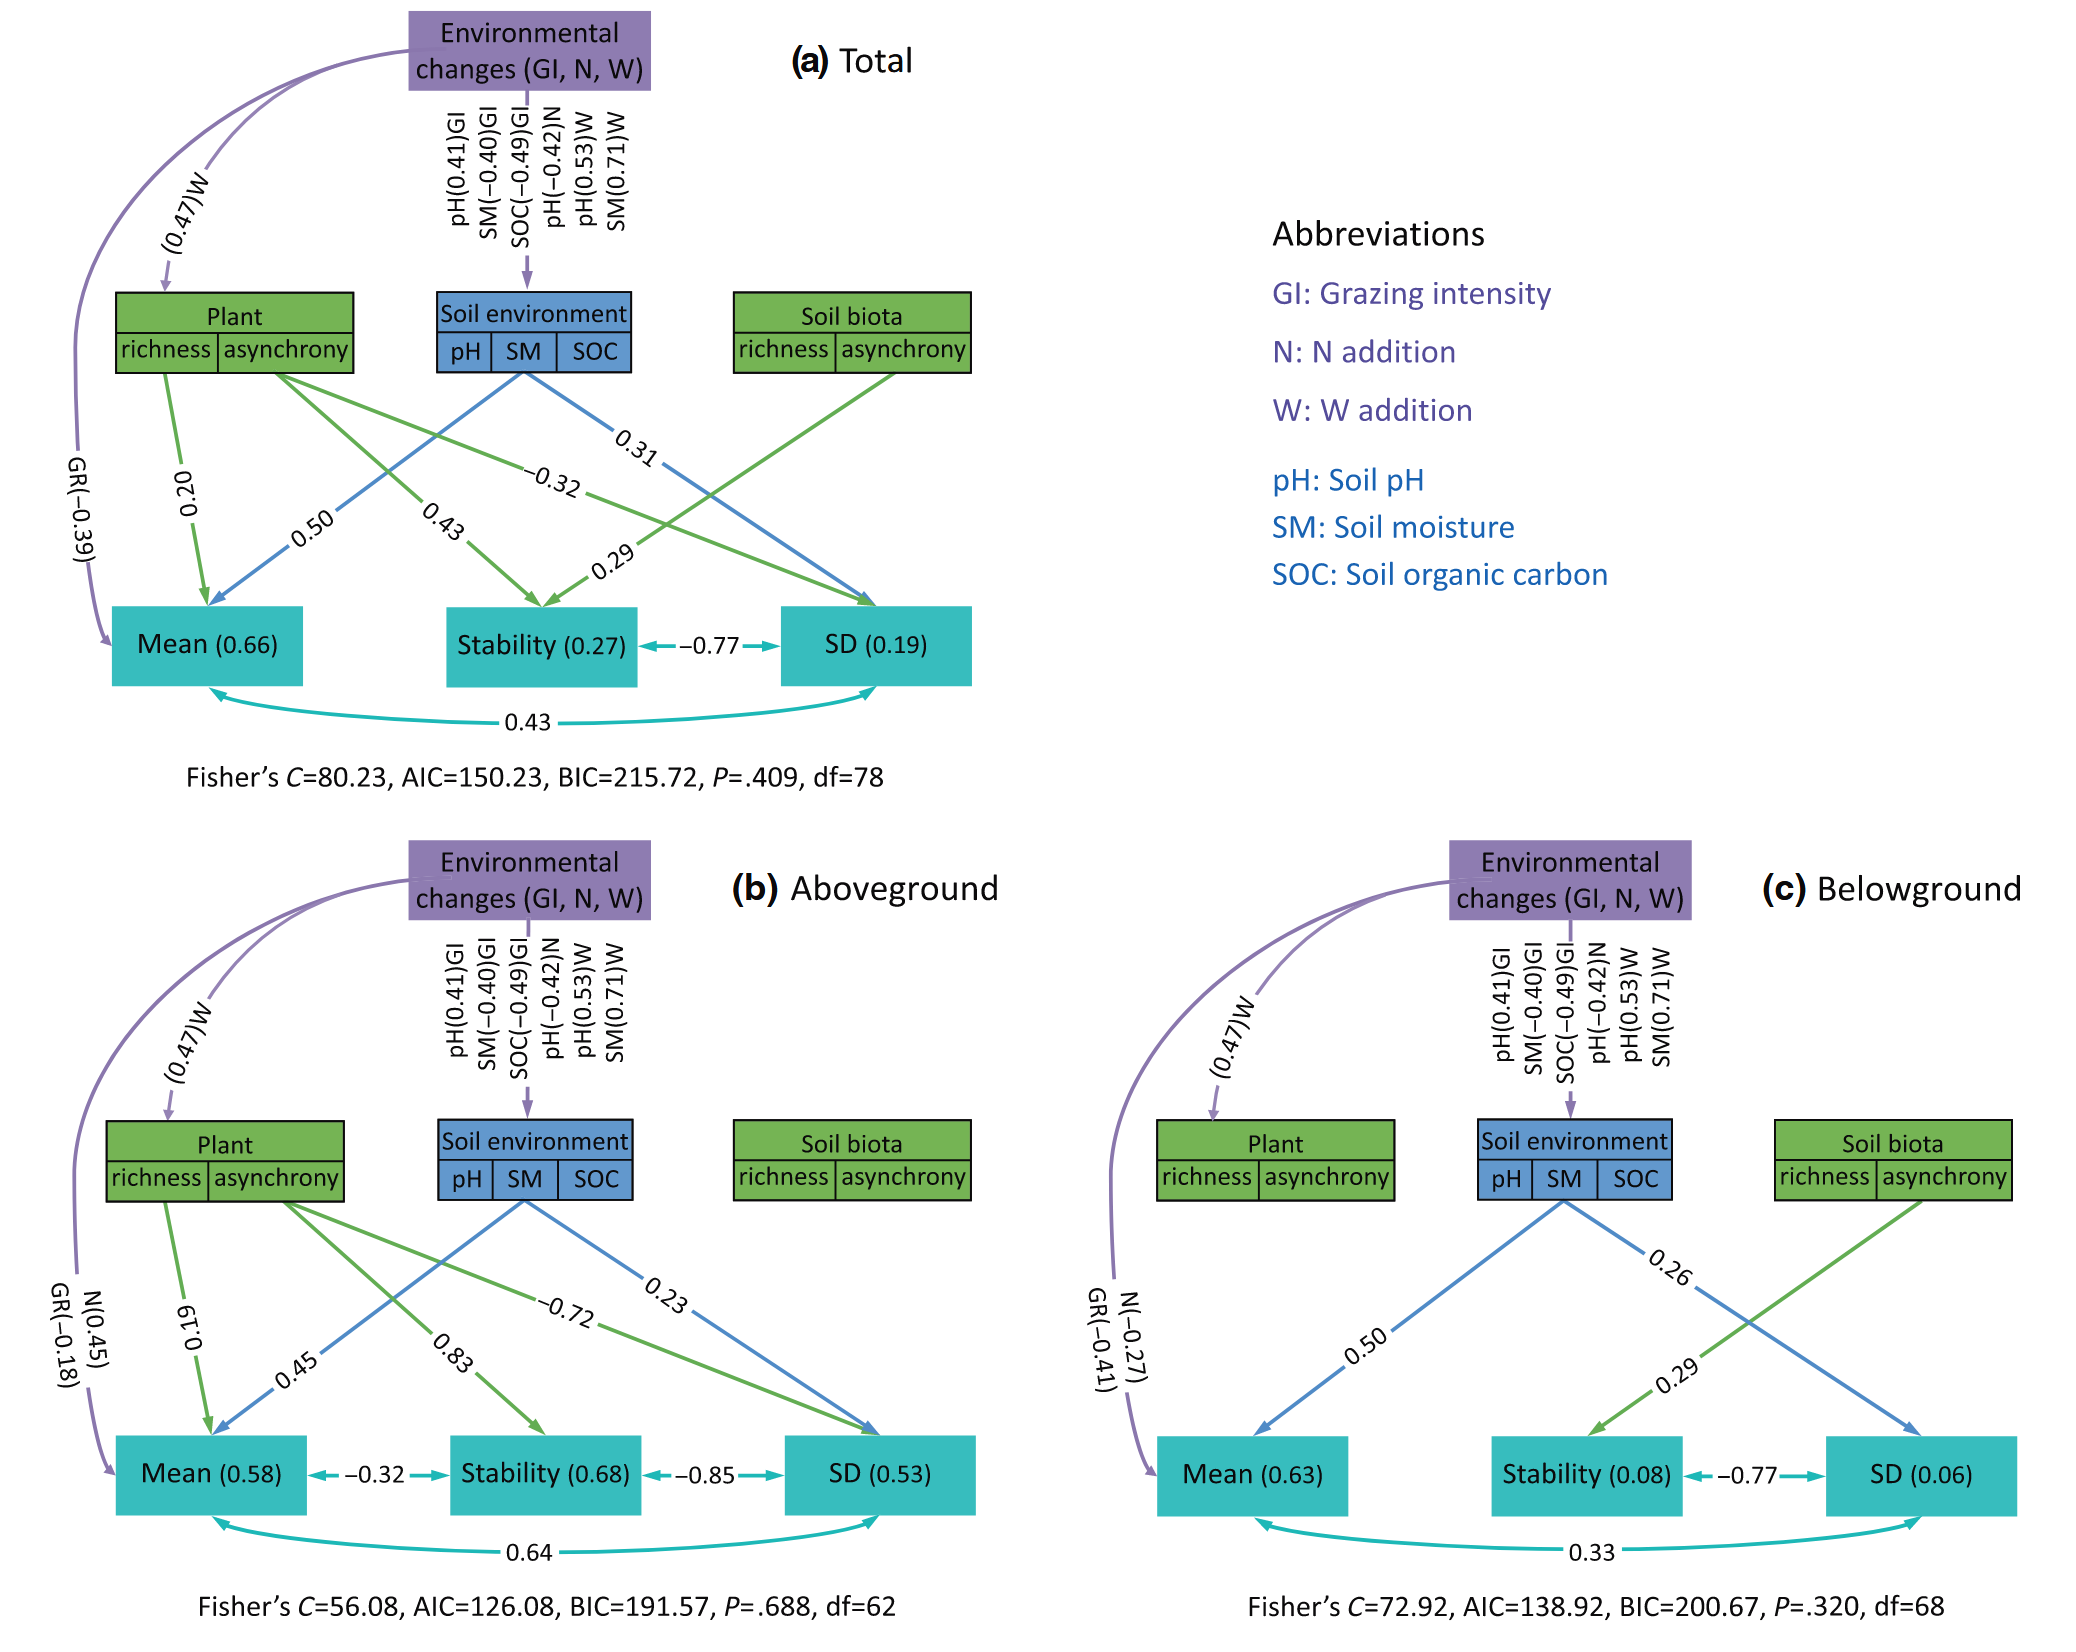 Environmental
changes (GI, N, W)
(a) Total
pH(0.41)GI
SM(−0.40)GI
SOC(−0.49)GI
pH(−0.42)N
pH(0.53)W
SM(0.71)W
(0.47)W
GR(−0.39)
Plant
richness asynchrony
Soil environment
pH SM SOC
Soil biota
richness asynchrony
0.20
0.50
0.43
−0.32
0.31
0.29
Mean (0.66)
Stability (0.27)
−0.77
SD (0.19)
0.43
Fisher’s C=80.23, AIC=150.23, BIC=215.72, P=.409, df=78
Abbreviations
GI: Grazing intensity
N: N addition
W: W addition
pH: Soil pH
SM: Soil moisture
SOC: Soil organic carbon
Environmental
changes (GI, N, W)
(b) Aboveground
pH(0.41)GI
SM(−0.40)GI
SOC(−0.49)GI
pH(−0.42)N
pH(0.53)W
SM(0.71)W
(0.47)W
N(0.45)
GR(−0.18)
Plant
richness asynchrony
Soil environment
pH SM SOC
Soil biota
richness asynchrony
0.19
0.45
0.83
−0.72
0.23
Mean (0.58)
−0.32
Stability (0.68)
−0.85
SD (0.53)
0.64
Fisher’s C=56.08, AIC=126.08, BIC=191.57, P=.688, df=62
Environmental
changes (GI, N, W)
(c) Belowground
pH(0.41)GI
SM(−0.40)GI
SOC(−0.49)GI
pH(−0.42)N
pH(0.53)W
SM(0.71)W
(0.47)W
N(−0.27)
GR(−0.41)
Plant
richness asynchrony
Soil environment
pH SM SOC
Soil biota
richness asynchrony
0.50
0.26
0.29
Mean (0.63)
Stability (0.08)
−0.77
SD (0.06)
0.33
Fisher’s C=72.92, AIC=138.92, BIC=200.67, P=.320, df=68